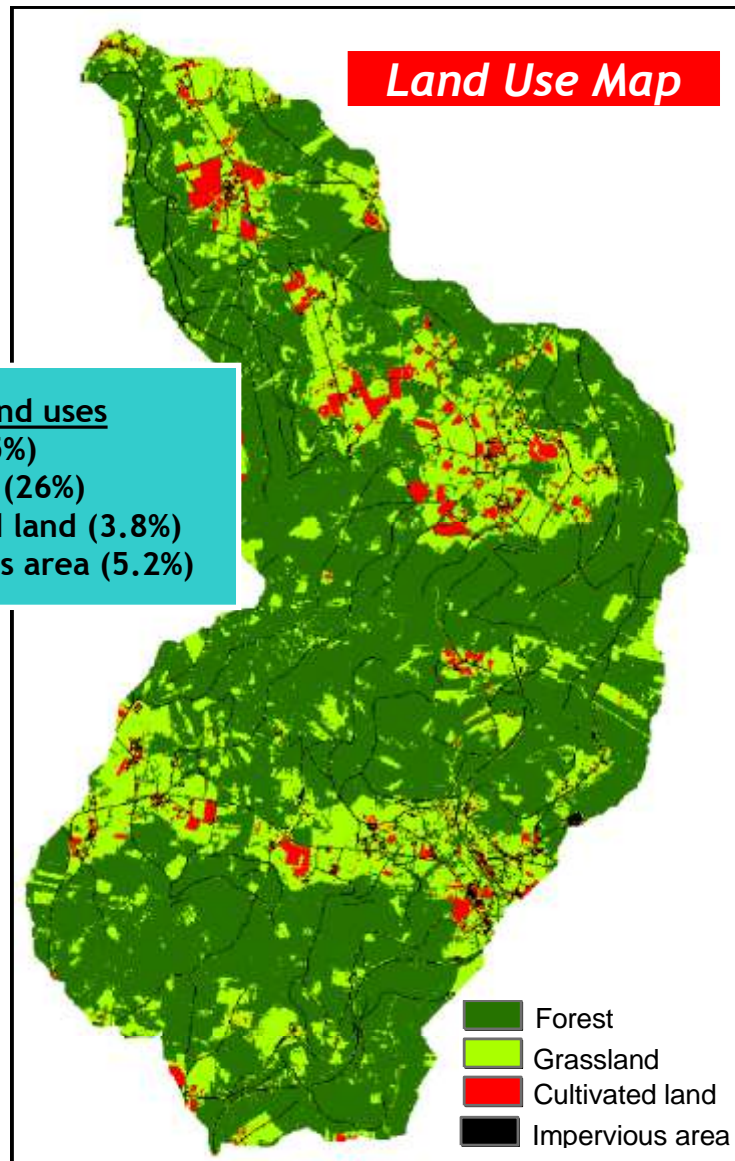 Land Use Map
nd uses
%)
(26%)
d land (3.8%)
s area (5.2%)
Forest
Grassland
Cultivated land
Impervious area